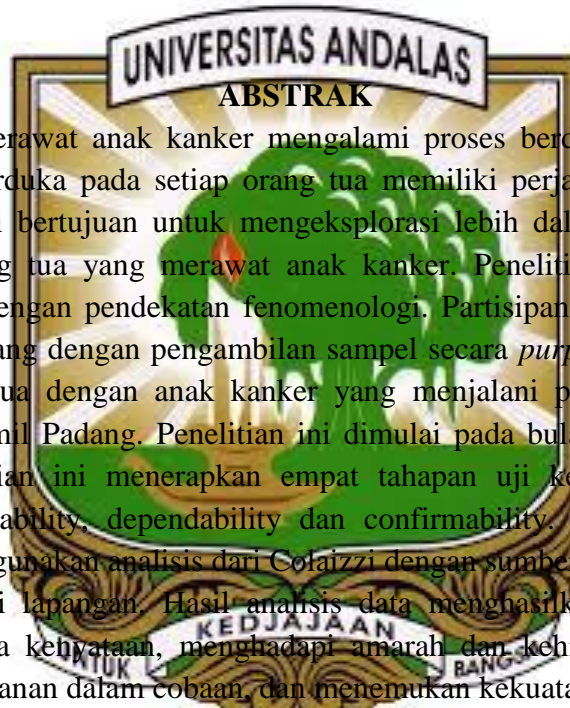 UNIVERSITAS ANDALAS
ABSTRAK
erawat anak kanker mengalami proses berd
rduka pada setiap orang tua memiliki perja
i bertujuan untuk mengeksplorasi lebih dal
g tua yang merawat anak kanker. Peneliti
engan pendekatan fenomenologi. Partisipan
ang dengan pengambilan sampel secara purp
ua dengan anak kanker yang menjalani p
mil Padang. Penelitian ini dimulai pada bula
ian ini menerapkan empat tahapan uji ke
ability, dependability dan confirmability.
gunakan analisis dari Colaizzi dengan sumbe
i lapangan. Hasil analisis data menghasilk
KEDJAJAAN
a kenyataan, menghadapi amarah dan keh
UNTUK BANGSA
anan dalam cobaan, dan menemukan kekuata